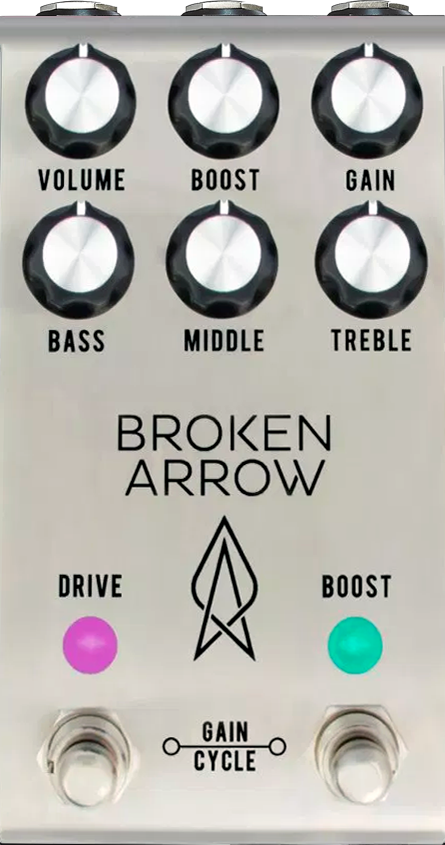 VOLUME BOOST GAIN
BASS MIDDLE TREBLE
BROKEN
ARROW
DRIVE BOOST
GAIN
CYCLE